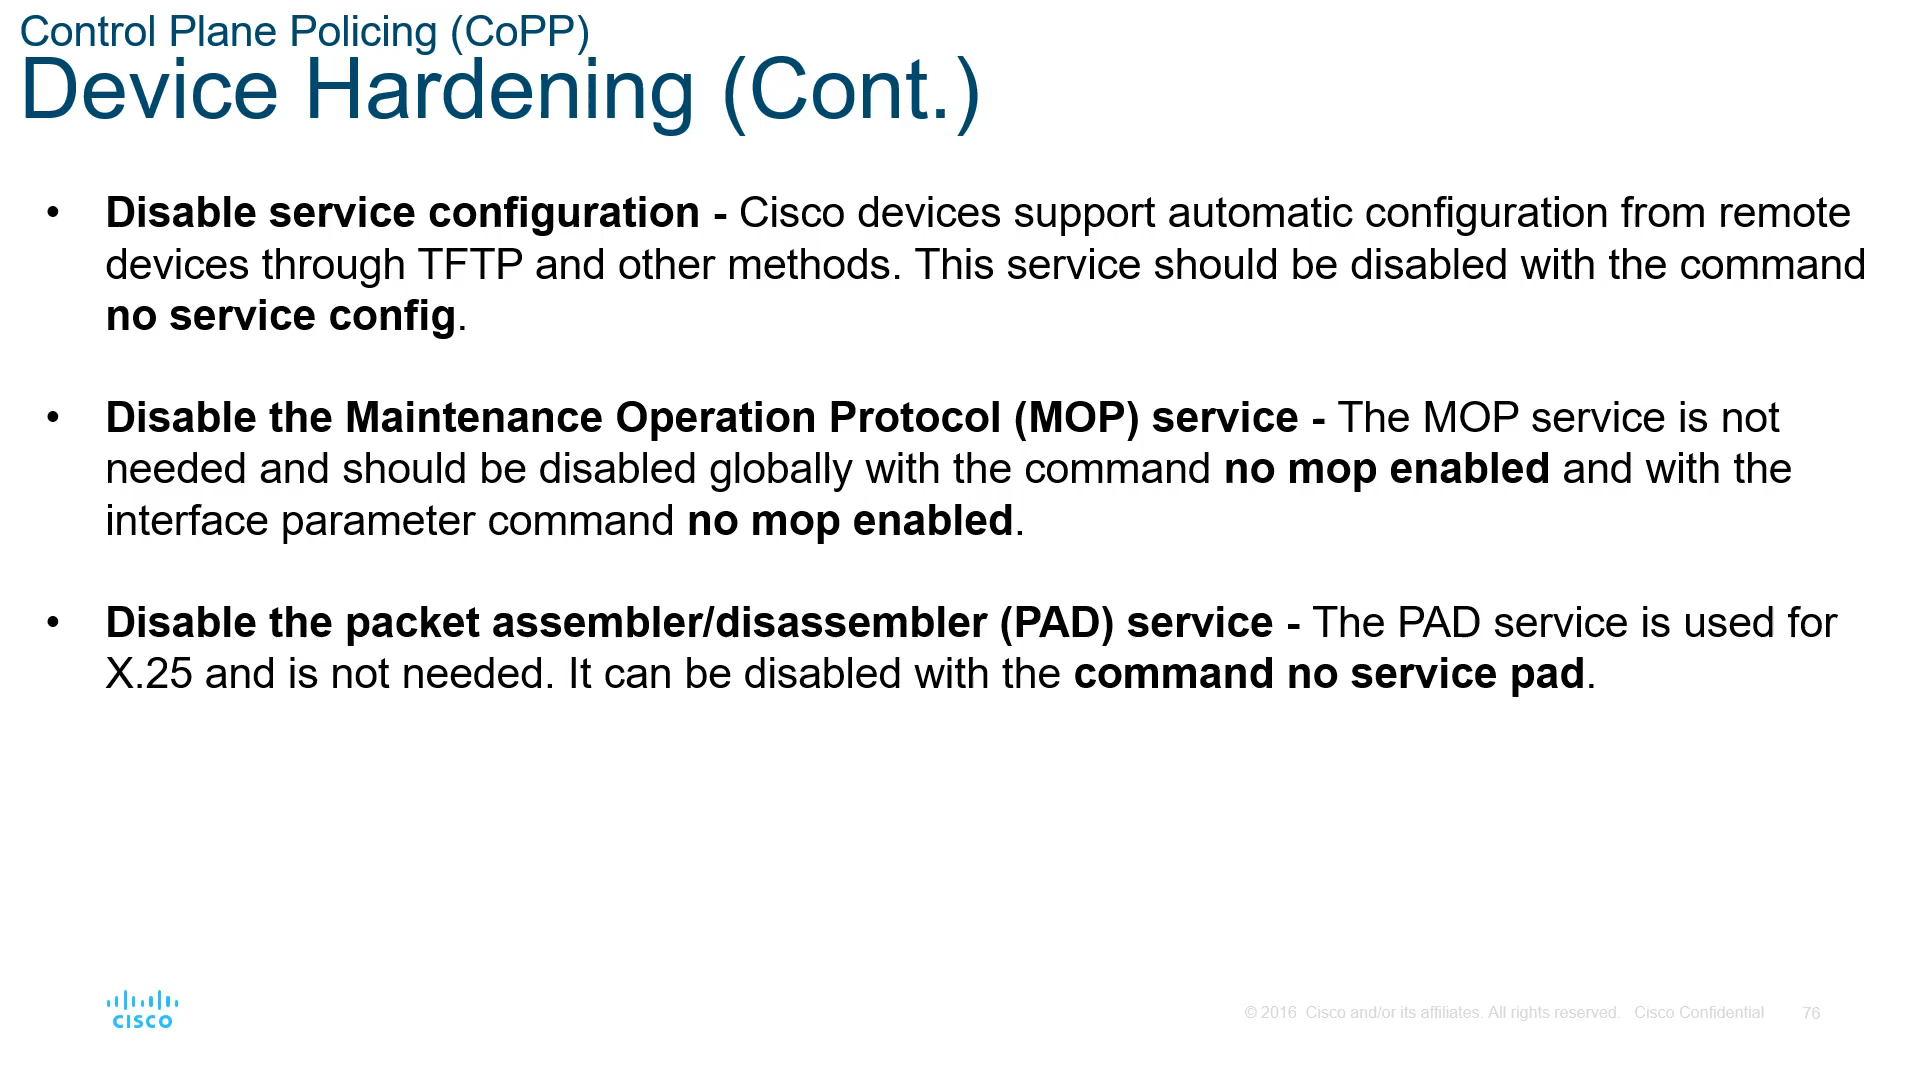 Control Plane Policing (CoPP)
Device Hardening (Cont.)
• Disable service configuration - Cisco devices support automatic configuration from remote
devices through TFTP and other methods. This service should be disabled with the command
no service config.
• Disable the Maintenance Operation Protocol (MOP) service - The MOP service is not
needed and should be disabled globally with the command no mop enabled and with the
interface parameter command no mop enabled.
• Disable the packet assembler/disassembler (PAD) service - The PAD service is used for
X.25 and is not needed. It can be disabled with the command no service pad.
CISCO
© 2016 Cisco and/or its affiliates. All rights reserved. Cisco Confidential 76